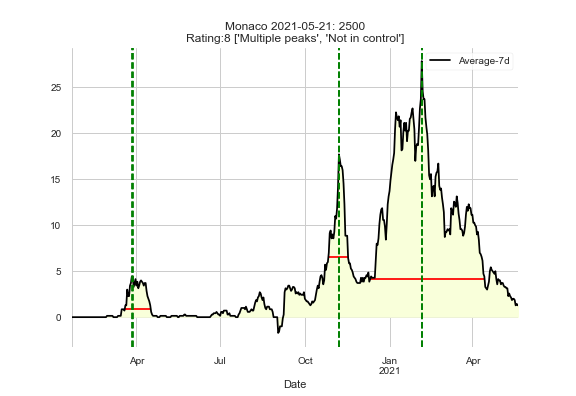 Monaco 2021-05-21: 2500
Rating:8 ['Multiple peaks', 'Not in control']
Average-7d
25
20
15
10
5
0
Apr
Jul
Oct
Jan
2021
Apr
Date